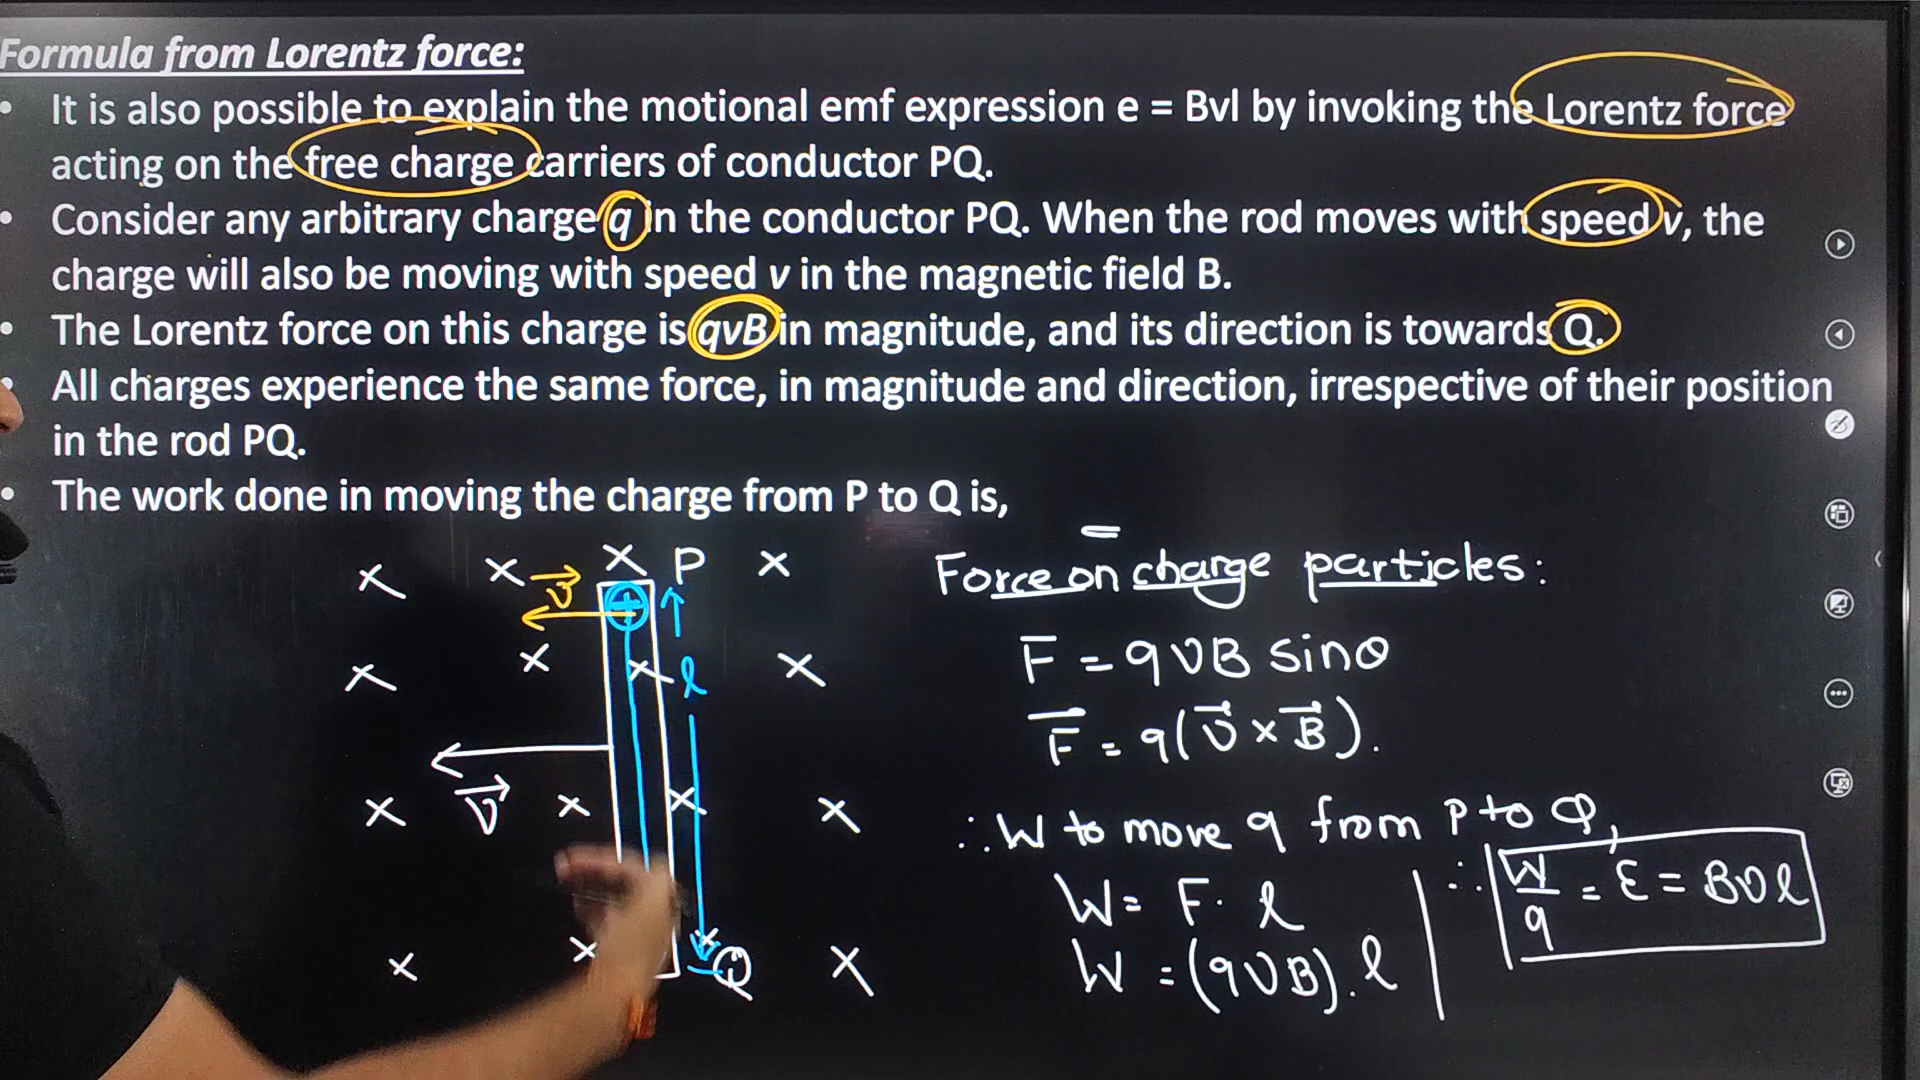 Formula from Lorentz force:
• It is also possible to explain the motional emf expression e = Bvl by invoking the Lorentz force
acting on the free charge carriers of conductor PQ.
• Consider any arbitrary charge q in the conductor PQ. When the rod moves with speed v, the
charge will also be moving with speed v in the magnetic field B.
• The Lorentz force on this charge is qvB in magnitude, and its direction is towards Q.
• All charges experience the same force, in magnitude and direction, irrespective of their position
in the rod PQ.
• The work done in moving the charge from P to Q is,
P
v⃗
+
l
v⃗
Q
Force on charge particles:
F̅ = qvB sinθ
F̅ = q(v⃗ × B⃗).
∴ W to move q from P to Q,
W = F. l
W = (qvB). l
∴ W/q = ε = Bvl